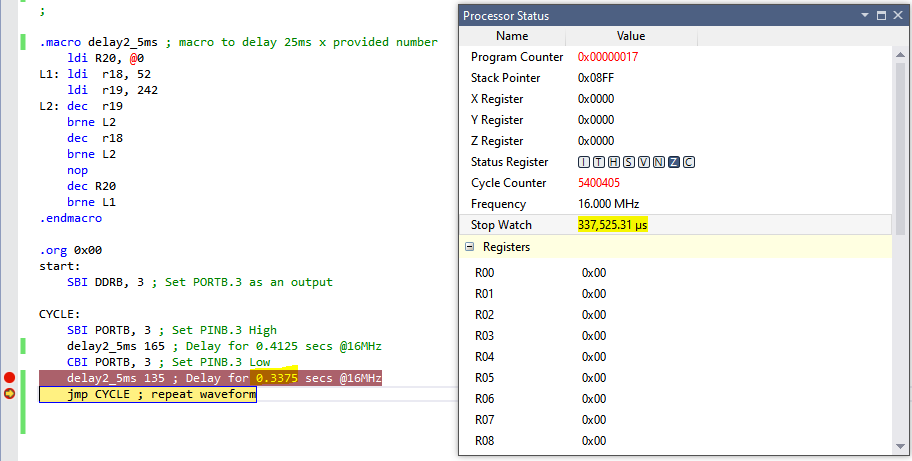 ;
.macro delay2_5ms ; macro to delay 25ms x provided number
ldi R20, @0
L1: ldi r18, 52
ldi r19, 242
L2: dec r19
brne L2
dec r18
brne L2
nop
dec R20
brne L1
.endmacro
.org 0x00
start:
SBI DDRB, 3 ; Set PORTB.3 as an output
CYCLE:
SBI PORTB, 3 ; Set PINB.3 High
delay2_5ms 165 ; Delay for 0.4125 secs @16MHz
CBI PORTB, 3 ; Set PINB.3 Low
delay2_5ms 135 ; Delay for 0.3375 secs @16MHz
jmp CYCLE ; repeat waveform
Processor Status
Name Value
Program Counter 0x00000017
Stack Pointer 0x08FF
X Register 0x0000
Y Register 0x0000
Z Register 0x0000
Status Register I T H S V N Z C
Cycle Counter 5400405
Frequency 16.000 MHz
Stop Watch 337,525.31 µs
Registers
R00 0x00
R01 0x00
R02 0x00
R03 0x00
R04 0x00
R05 0x00
R06 0x00
R07 0x00
R08 0x00